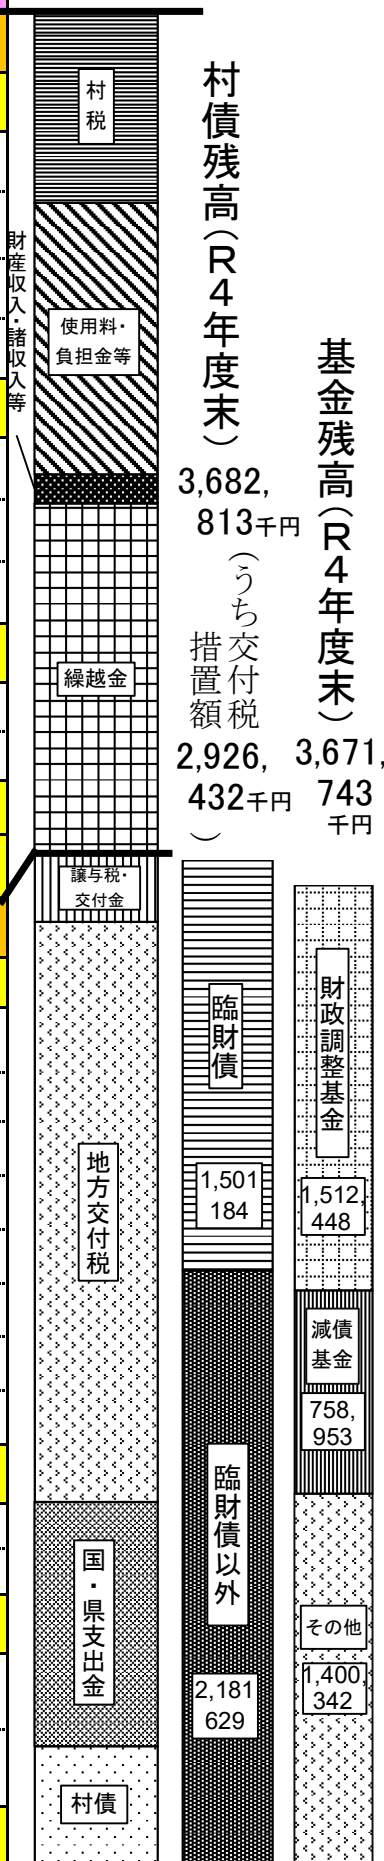 村税
財産収入・諸収入等
使用料・
負担金等
繰越金
譲与税・
交付金
地方交付税
国・県支出金
村債
村債残高（Ｒ４年度末）
3,682,
813千円
（うち交付税
措置額
2,926,
432千円
）
臨財債
1,501
184
臨財債以外
2,181
629
基金残高（Ｒ４年度末）
3,671,
743
千円
財政調整基金
1,512,
448
減債
基金
758,
953
その他
1,400,
342